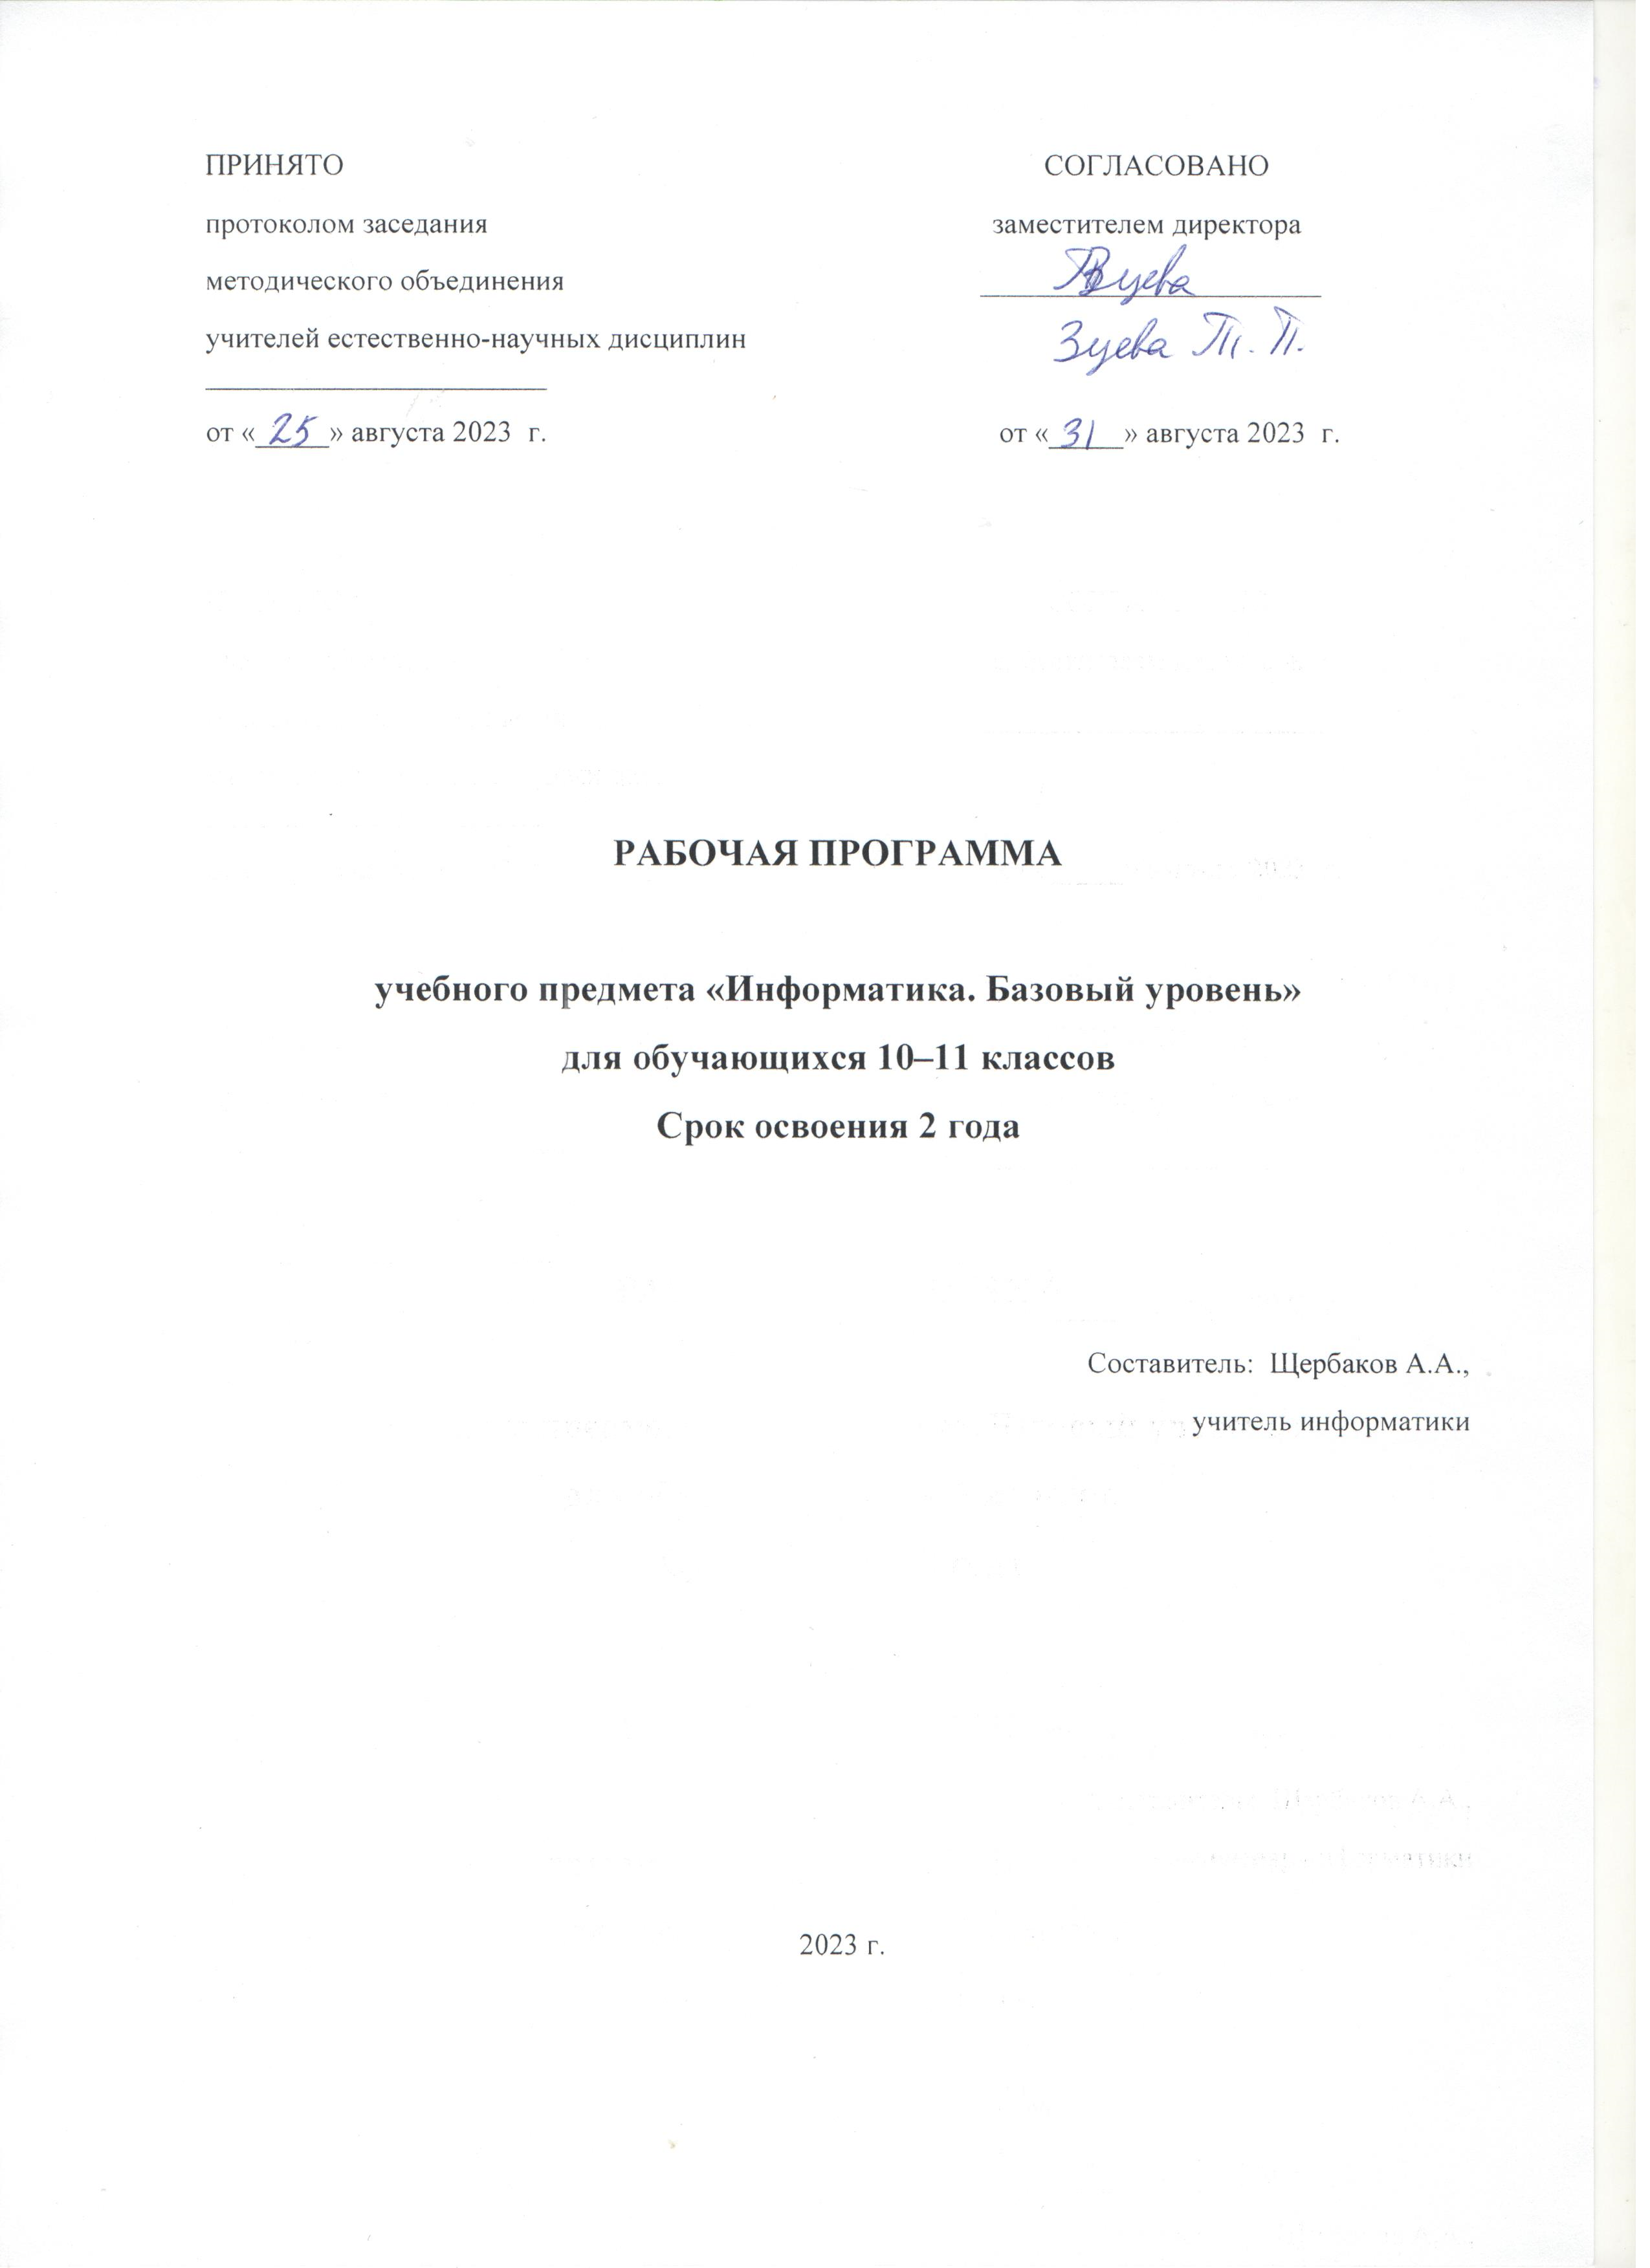 ПРИНЯТО
протоколом заседания
методического объединения
учителей естественно-научных дисциплин
от «25» августа 2023 г.
СОГЛАСОВАНО
заместителем директора
Зуева Т. П.
от «31» августа 2023 г.
РАБОЧАЯ ПРОГРАММА
учебного предмета «Информатика. Базовый уровень»
для обучающихся 10–11 классов
Срок освоения 2 года
Составитель: Щербаков А.А.,
учитель информатики
2023 г.